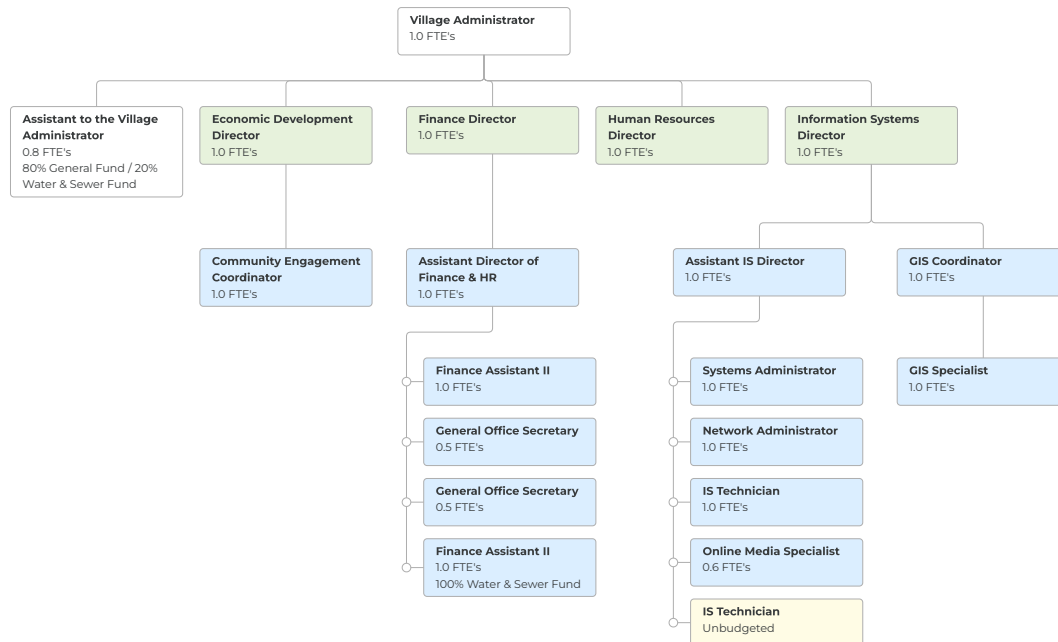 Village Administrator
1.0 FTE's
Assistant to the Village
Administrator
0.8 FTE's
80% General Fund / 20%
Water & Sewer Fund
Economic Development
Director
1.0 FTE's
Finance Director
1.0 FTE's
Human Resources
Director
1.0 FTE's
Information Systems
Director
1.0 FTE's
Community Engagement
Coordinator
1.0 FTE's
Assistant Director of
Finance & HR
1.0 FTE's
Assistant IS Director
1.0 FTE's
GIS Coordinator
1.0 FTE's
Finance Assistant II
1.0 FTE's
General Office Secretary
0.5 FTE's
General Office Secretary
0.5 FTE's
Finance Assistant II
1.0 FTE's
100% Water & Sewer Fund
Systems Administrator
1.0 FTE's
Network Administrator
1.0 FTE's
IS Technician
1.0 FTE's
Online Media Specialist
0.6 FTE's
IS Technician
Unbudgeted
GIS Specialist
1.0 FTE's